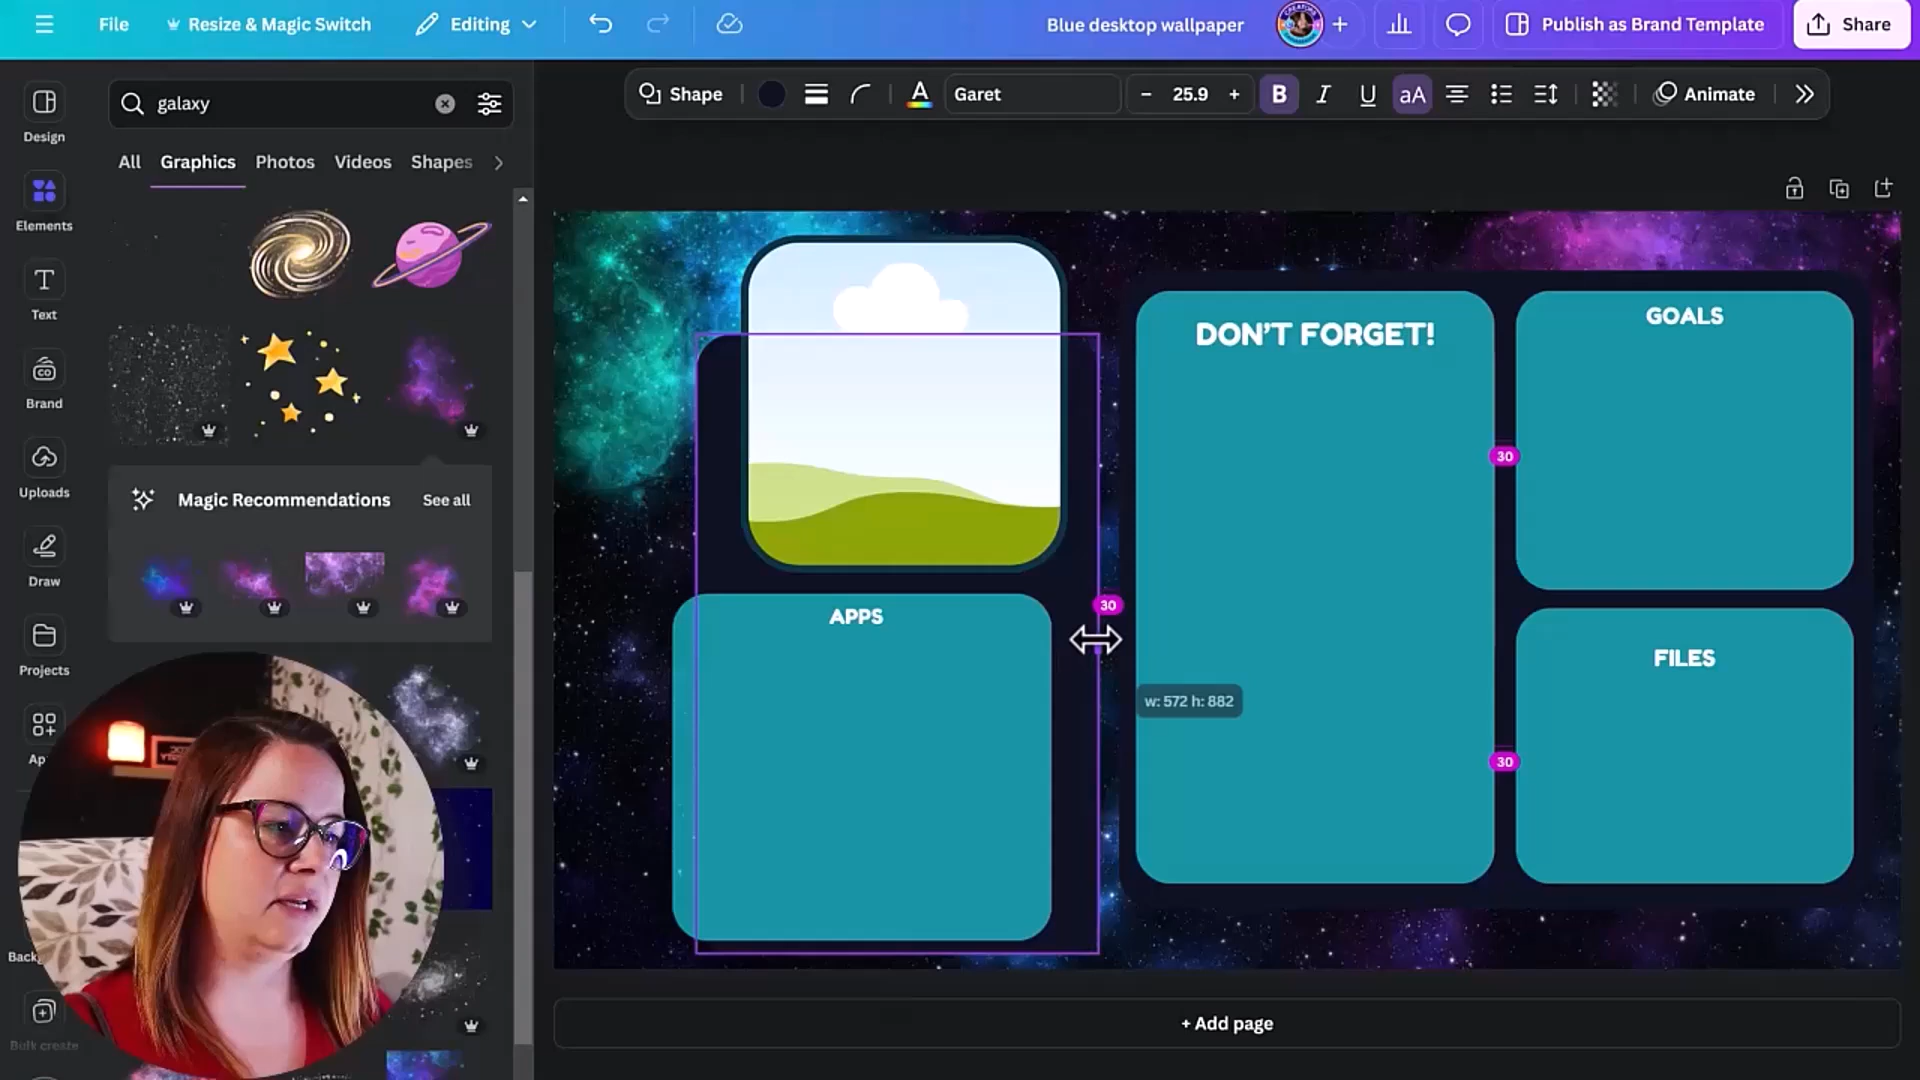 File
Resize & Magic Switch
Editing
Blue desktop wallpaper
Publish as Brand Template
Share
galaxy
Shape
Garet
- 25.9 +
B I U aA
Animate
Design
Elements
Text
Brand
Uploads
Draw
Projects
All Graphics Photos Videos Shapes
Magic Recommendations See all
DON'T FORGET!
GOALS
APPS
FILES
30
30
30
w: 572 h: 882
Bulk create
+ Add page